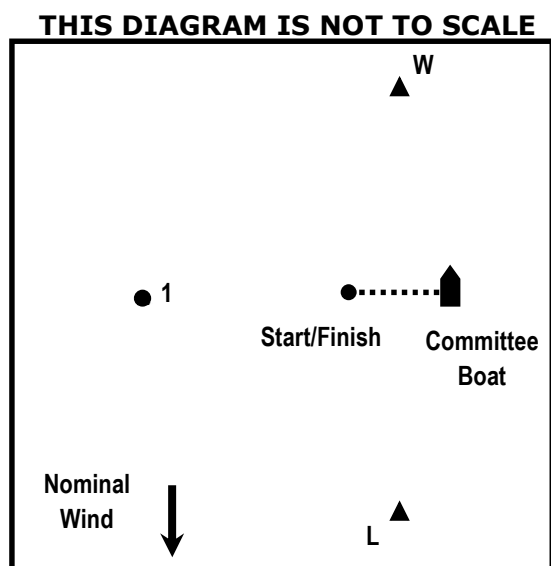 THIS DIAGRAM IS NOT TO SCALE
W
1
Start/Finish
Committee
Boat
Nominal
Wind
L